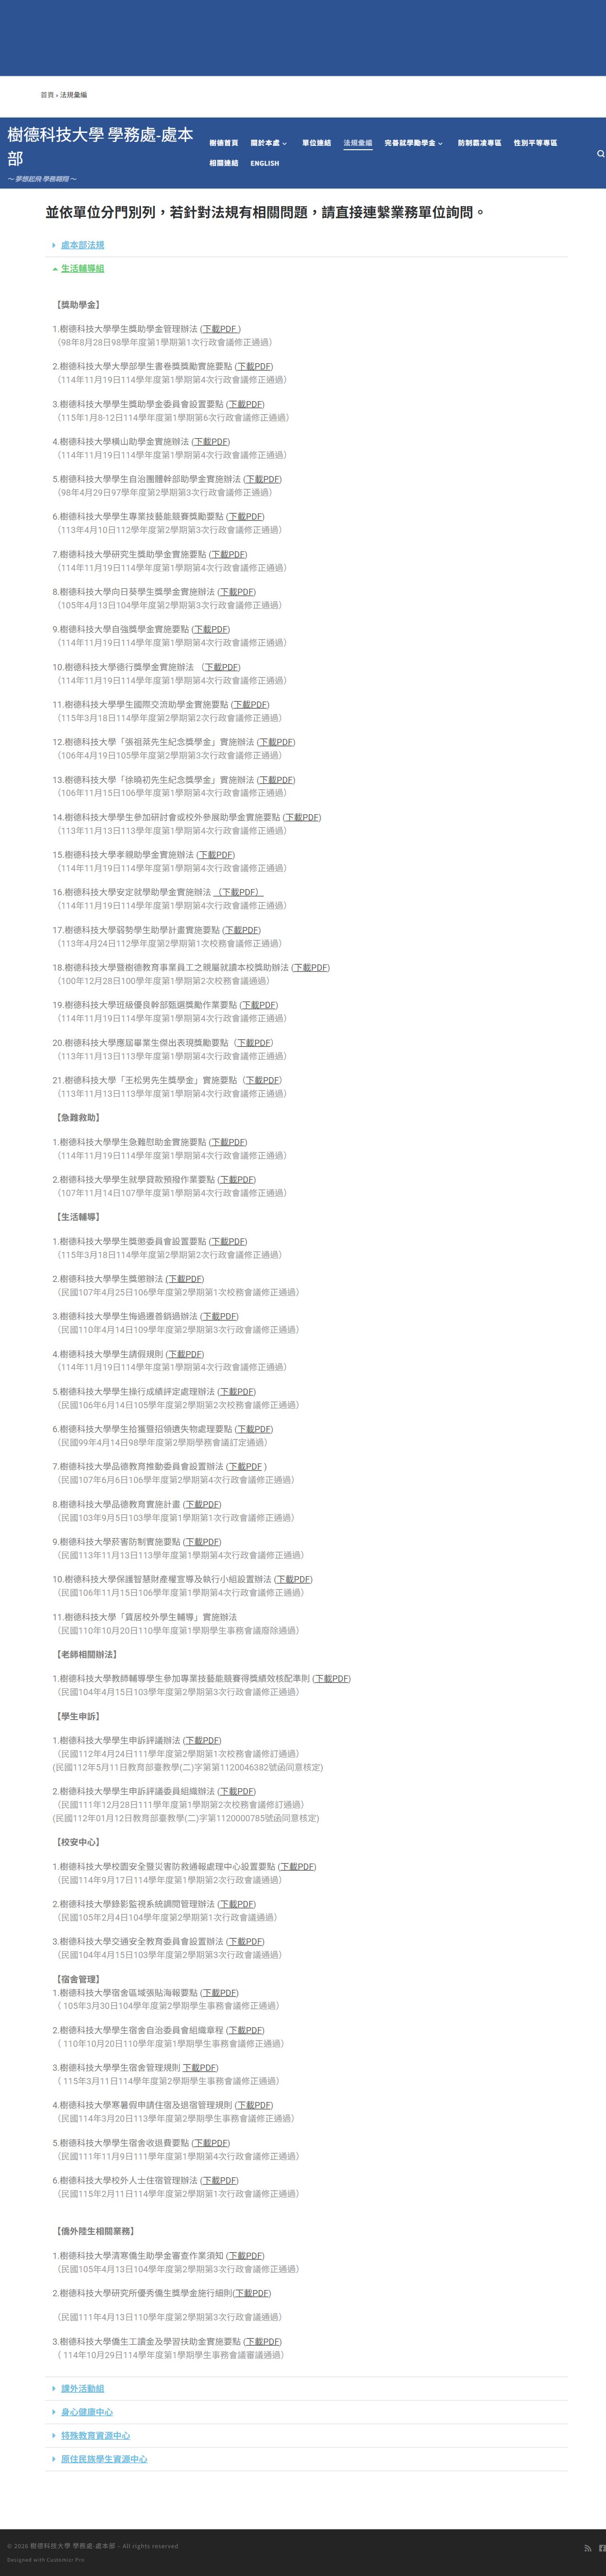 首頁 » 法規彙編
樹德科技大學 學務處-處本
部
～夢想起飛 學務翱翔～
樹德首頁 關於本處 單位連結 法規彙編 完善就學勵學金 防制霸凌專區 性別平等專區
相關連結 ENGLISH
並依單位分門別列，若針對法規有相關問題，請直接連繫業務單位詢問。
處本部法規
生活輔導組
【獎助學金】
1.樹德科技大學學生獎助學金管理辦法 (下載PDF )
（98年8月28日98學年度第1學期第1次行政會議修正通過）
2.樹德科技大學大學部學生書卷獎獎勵實施要點 (下載PDF)
（114年11月19日114學年度第1學期第4次行政會議修正通過）
3.樹德科技大學學生獎助學金委員會設置要點 (下載PDF)
（115年1月8-12日114學年度第1學期第6次行政會議修正通過）
4.樹德科技大學橫山助學金實施辦法 (下載PDF)
（114年11月19日114學年度第1學期第4次行政會議修正通過）
5.樹德科技大學學生自治團體幹部助學金實施辦法 (下載PDF)
（98年4月29日97學年度第2學期第3次行政會議修正通過）
6.樹德科技大學學生專業技藝能競賽獎勵要點 (下載PDF)
（113年4月10日112學年度第2學期第3次行政會議修正通過）
7.樹德科技大學研究生獎助學金實施要點 (下載PDF)
（114年11月19日114學年度第1學期第4次行政會議修正通過）
8.樹德科技大學向日葵學生獎學金實施辦法 (下載PDF)
（105年4月13日104學年度第2學期第3次行政會議修正通過）
9.樹德科技大學自強獎學金實施要點 (下載PDF)
（114年11月19日114學年度第1學期第4次行政會議修正通過）
10.樹德科技大學德行獎學金實施辦法 （下載PDF)
（114年11月19日114學年度第1學期第4次行政會議修正通過）
11.樹德科技大學學生國際交流助學金實施要點 (下載PDF)
（115年3月18日114學年度第2學期第2次行政會議修正通過）
12.樹德科技大學「張祖蒸先生紀念獎學金」實施辦法 (下載PDF)
（106年4月19日105學年度第2學期第3次行政會議修正通過）
13.樹德科技大學「徐曉初先生紀念獎學金」實施辦法 (下載PDF)
（106年11月15日106學年度第1學期第4次行政會議修正通過）
14.樹德科技大學學生參加研討會或校外參展助學金實施要點 (下載PDF)
（113年11月13日113學年度第1學期第4次行政會議修正通過）
15.樹德科技大學孝親助學金實施辦法 (下載PDF)
（114年11月19日114學年度第1學期第4次行政會議修正通過）
16.樹德科技大學安定就學助學金實施辦法 （下載PDF）
（114年11月19日114學年度第1學期第4次行政會議修正通過）
17.樹德科技大學弱勢學生助學計畫實施要點 (下載PDF)
（113年4月24日112學年度第2學期第1次校務會議修正通過）
18.樹德科技大學暨樹德教育事業員工之親屬就讀本校獎助辦法 (下載PDF)
（100年12月28日100學年度第1學期第2次校務會議通過）
19.樹德科技大學班級優良幹部甄選獎勵作業要點 (下載PDF)
（114年11月19日114學年度第1學期第4次行政會議修正通過）
20.樹德科技大學應屆畢業生傑出表現獎勵要點（下載PDF）
（113年11月13日113學年度第1學期第4次行政會議修正通過）
21.樹德科技大學「王松男先生獎學金」實施要點（下載PDF）
（113年11月13日113學年度第1學期第4次行政會議修正通過）
【急難救助】
1.樹德科技大學學生急難慰助金實施要點 (下載PDF)
（114年11月19日114學年度第1學期第4次行政會議修正通過）
2.樹德科技大學學生就學貸款預撥作業要點 (下載PDF)
（107年11月14日107學年度第1學期第4次行政會議修正通過）
【生活輔導】
1.樹德科技大學學生獎懲委員會設置要點 (下載PDF)
（115年3月18日114學年度第2學期第2次行政會議修正通過）
2.樹德科技大學學生獎懲辦法 (下載PDF)
（民國107年4月25日106學年度第2學期第1次校務會議修正通過）
3.樹德科技大學學生悔過遷善銷過辦法 (下載PDF)
（民國110年4月14日109學年度第2學期第3次行政會議修正通過）
4.樹德科技大學學生請假規則 (下載PDF)
（114年11月19日114學年度第1學期第4次行政會議修正通過）
5.樹德科技大學學生操行成績評定處理辦法 (下載PDF)
（民國106年6月14日105學年度第2學期第2次校務會議修正通過）
6.樹德科技大學學生拾獲暨招領遺失物處理要點 (下載PDF)
（民國99年4月14日98學年度第2學期學務會議訂定通過）
7.樹德科技大學品德教育推動委員會設置辦法 (下載PDF )
（民國107年6月6日106學年度第2學期第4次行政會議修正通過）
8.樹德科技大學品德教育實施計畫 (下載PDF)
（民國103年9月5日103學年度第1學期第1次行政會議修正通過）
9.樹德科技大學菸害防制實施要點 (下載PDF)
（民國113年11月13日113學年度第1學期第4次行政會議修正通過）
10.樹德科技大學保護智慧財產權宣導及執行小組設置辦法 (下載PDF)
（民國106年11月15日106學年度第1學期第4次行政會議修正通過）
11.樹德科技大學「賃居校外學生輔導」實施辦法
（民國110年10月20日110學年度第1學期學生事務會議廢除通過）
【老師相關辦法】
1.樹德科技大學教師輔導學生參加專業技藝能競賽得獎績效核配準則 (下載PDF)
（民國104年4月15日103學年度第2學期第3次行政會議修正通過）
【學生申訴】
1.樹德科技大學學生申訴評議辦法 (下載PDF)
（民國112年4月24日111學年度第2學期第1次校務會議修訂通過）
(民國112年5月11日教育部臺教學(二)字第第1120046382號函同意核定)
2.樹德科技大學學生申訴評議委員組織辦法 (下載PDF)
（民國111年12月28日111學年度第1學期第2次校務會議修訂通過）
(民國112年01月12日教育部臺教學(二)字第1120000785號函同意核定)
【校安中心】
1.樹德科技大學校園安全暨災害防救通報處理中心設置要點 (下載PDF)
（民國114年9月17日114學年度第1學期第2次行政會議通過）
2.樹德科技大學錄影監視系統調閱管理辦法 (下載PDF)
（民國105年2月4日104學年度第2學期第1次行政會議通過）
3.樹德科技大學交通安全教育委員會設置辦法 (下載PDF)
（民國104年4月15日103學年度第2學期第3次行政會議通過）
【宿舍管理】
1.樹德科技大學宿舍區域張貼海報要點 (下載PDF)
（ 105年3月30日104學年度第2學期學生事務會議修正通過）
2.樹德科技大學學生宿舍自治委員會組織章程 (下載PDF)
（ 110年10月20日110學年度第1學期學生事務會議修正通過）
3.樹德科技大學學生宿舍管理規則 下載PDF)
（ 115年3月11日114學年度第2學期學生事務會議修正通過）
4.樹德科技大學寒暑假申請住宿及退宿管理規則 (下載PDF)
（民國114年3月20日113學年度第2學期學生事務會議修正通過）
5.樹德科技大學學生宿舍收退費要點 (下載PDF)
（民國111年11月9日111學年度第1學期第4次行政會議修正通過）
6.樹德科技大學校外人士住宿管理辦法 (下載PDF)
（民國115年2月11日114學年度第2學期第1次行政會議修正通過）
【僑外陸生相關業務】
1.樹德科技大學清寒僑生助學金審查作業須知 (下載PDF)
（民國105年4月13日104學年度第2學期第3次行政會議修正通過）
2.樹德科技大學研究所優秀僑生獎學金施行細則(下載PDF)
（民國111年4月13日110學年度第2學期第3次行政會議通過）
3.樹德科技大學僑生工讀金及學習扶助金實施要點 (下載PDF)
（ 114年10月29日114學年度第1學期學生事務會議審議通過）
課外活動組
身心健康中心
特殊教育資源中心
原住民族學生資源中心
© 2026 樹德科技大學 學務處-處本部 – All rights reserved
Designed with Customizr Pro